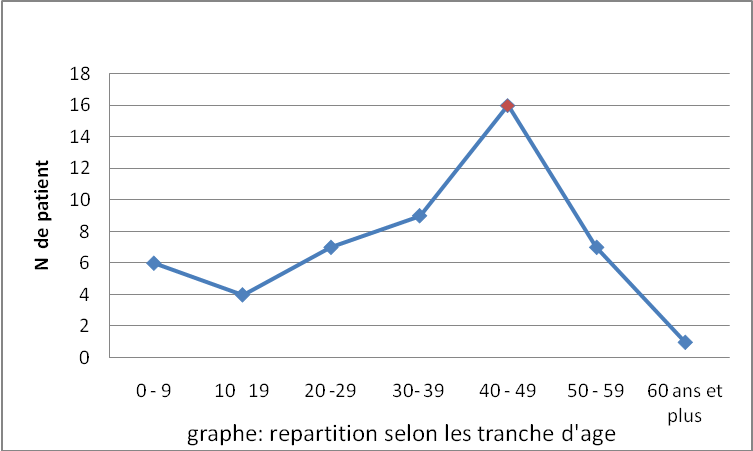 18
16
14
12
10
8
6
4
2
0
N de patient
0 - 9 10 19 20 -29 30- 39 40 - 49 50 - 59 60 ans et
plus
graphe: repartition selon les tranche d'age